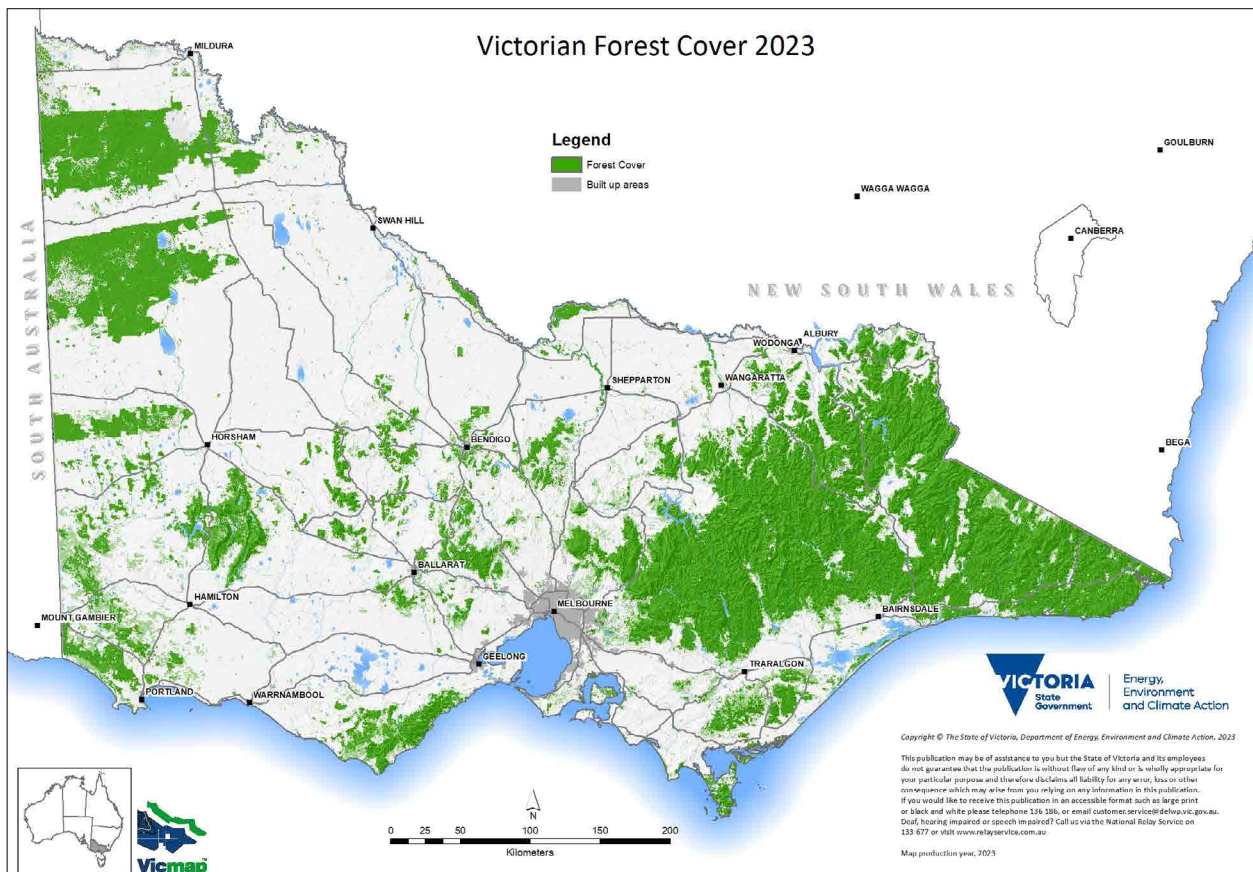 Victorian Forest Cover 2023
MILDURA
Legend
Forest Cover
Built up areas
GOULBURN
WAGGA WAGGA
SWAN HILL
CANBERRA
SOUTH AUSTRALIA
NEW SOUTH WALES
ALBURY
WODONGA
SHEPPARTON
WANGARATTA
HORSHAM
BENDIGO
BEGA
BALLARAT
HAMILTON
MELBOURNE
MOUNT GAMBIER
BAIRNSDALE
GEELONG
TRARALGON
PORTLAND
WARRNAMBOOL
VICTORIA
State
Government
Energy,
Environment
and Climate Action
Copyright © The State of Victoria, Department of Energy, Environment and Climate Action, 2023
This publication may be of assistance to you but the State of Victoria and its employees
do not guarantee that the publication is without flaw of any kind or is wholly appropriate for
your particular purpose and therefore disclaims all liability for any error, loss or other
consequence which may arise from you relying on any information in this publication.
If you would like to receive this publication in an accessible format such as large print
or black and white please telephone 136 186, or email customer.service@delwp.vic.gov.au.
Deaf, hearing impaired or speech impaired? Call us via the National Relay Service on
133 677 or visit www.relayservice.com.au
Map production year, 2023
N
0 25 50 100 150 200
Kilometers
Vicmap™